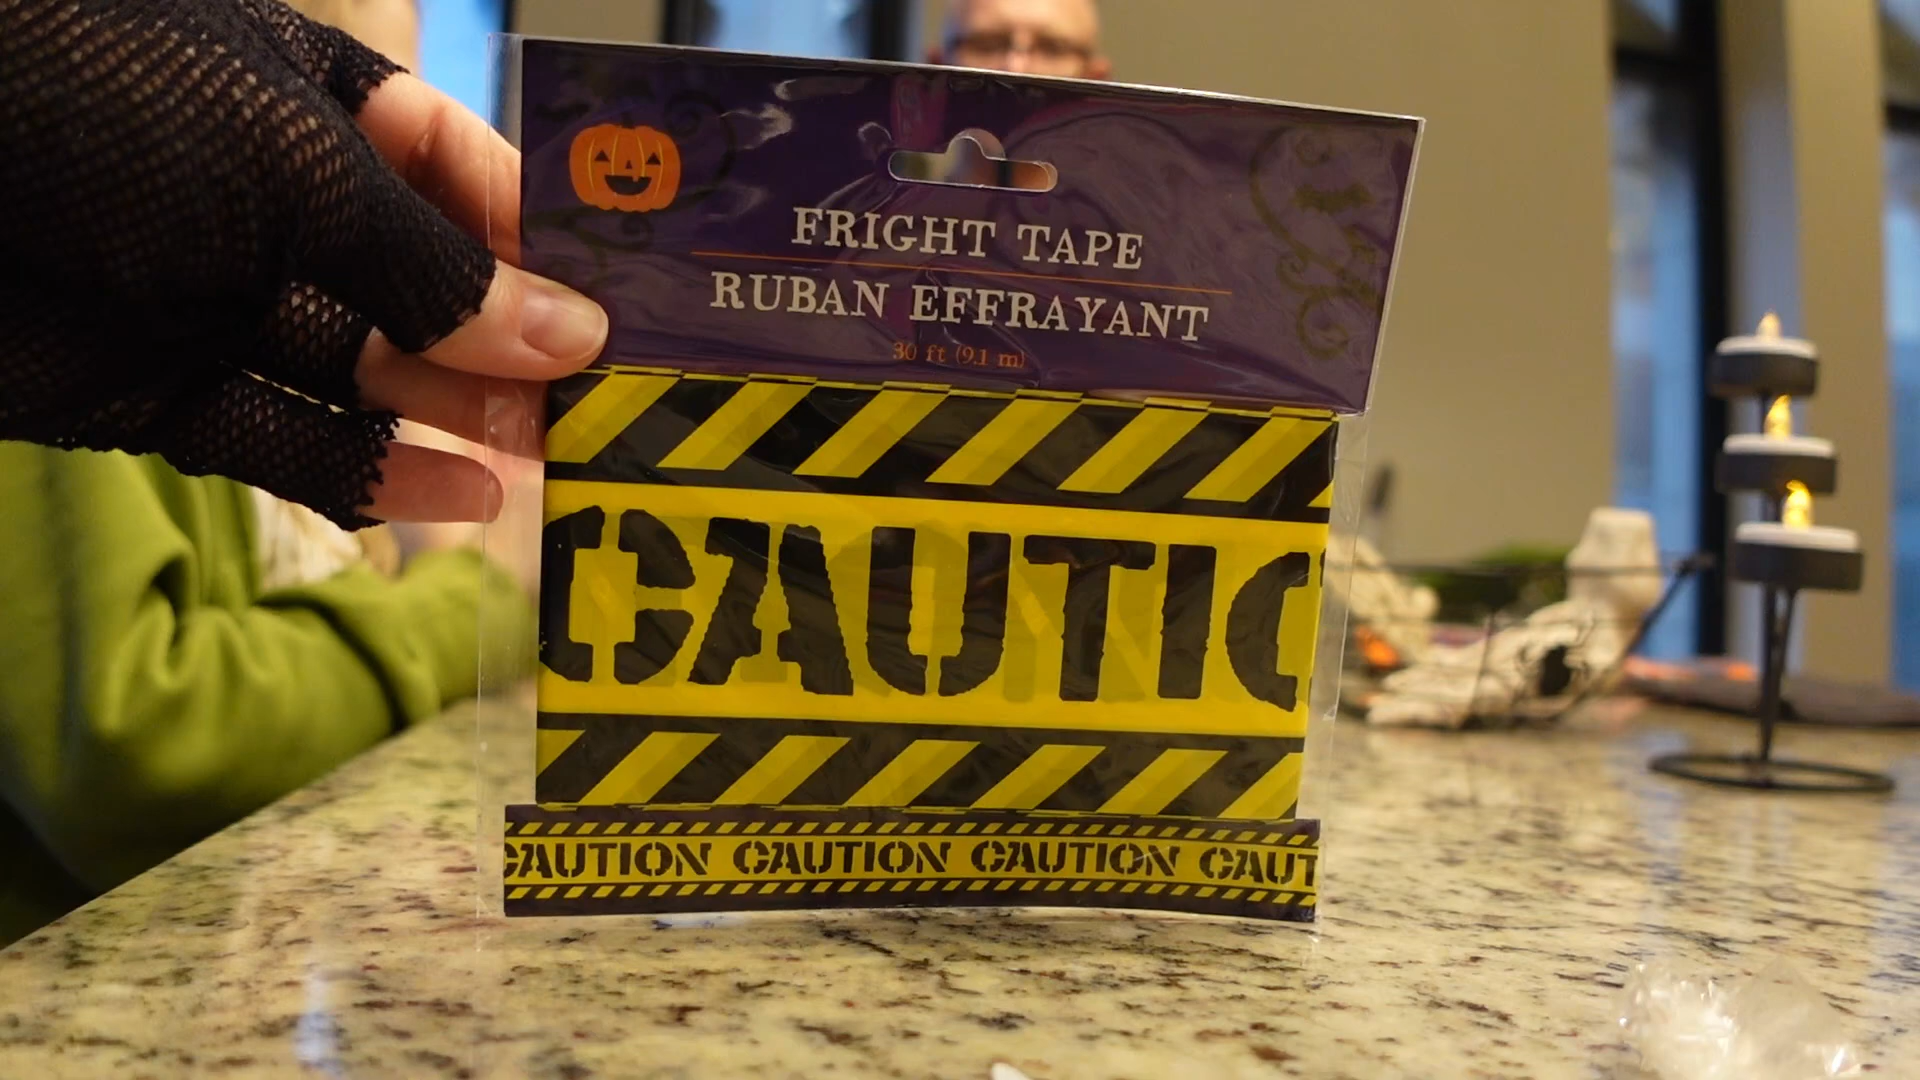 FRIGHT TAPE
RUBAN EFFRAYANT
30 ft (9.1 m)
CAUTIO
CAUTION CAUTION CAUTION CAUT